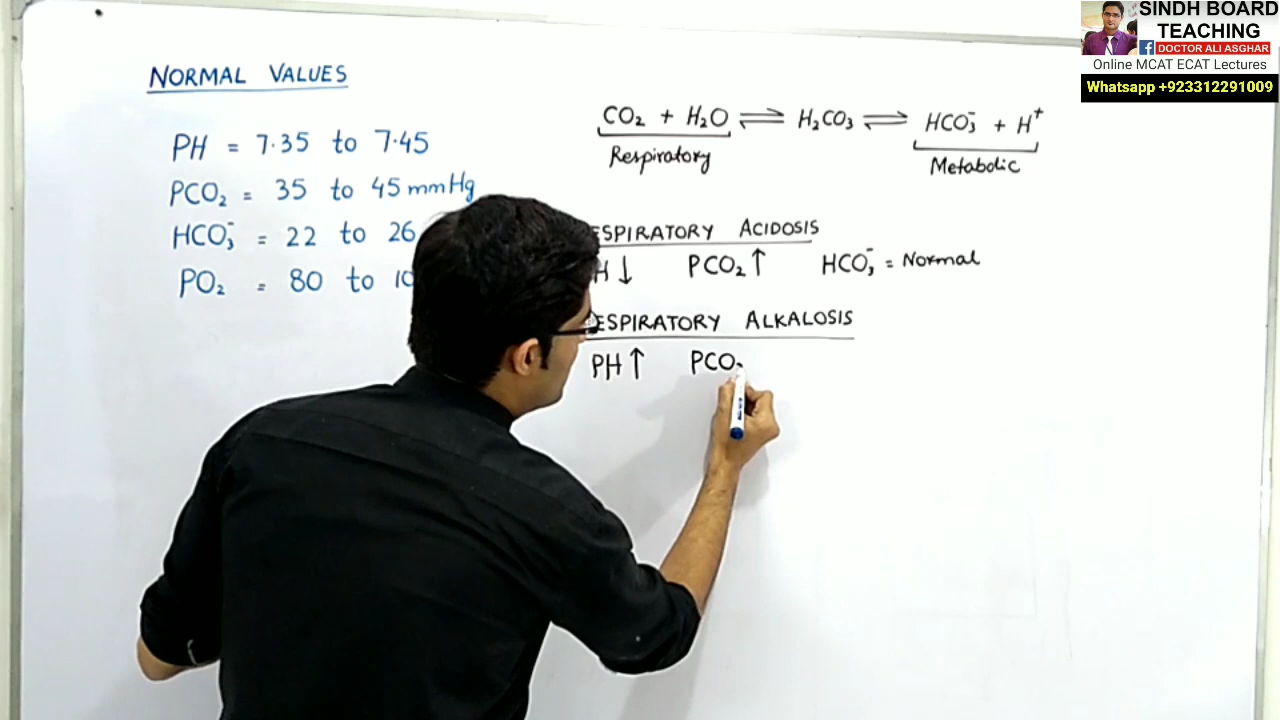 SINDH BOARD
TEACHING
DOCTOR ALI ASGHAR
Online MCAT ECAT Lectures
Whatsapp +923312291009
NORMAL VALUES
PH = 7.35 to 7.45
PCO₂ = 35 to 45 mmHg
HCO₃⁻ = 22 to 26
PO₂ = 80 to
CO₂ + H₂O ⇌ H₂CO₃ ⇌ HCO₃⁻ + H⁺
Respiratory Metabolic
ESPIRATORY ACIDOSIS
H ↓ PCO₂ ↑ HCO₃⁻ = Normal
ESPIRATORY ALKALOSIS
PH ↑ PCO